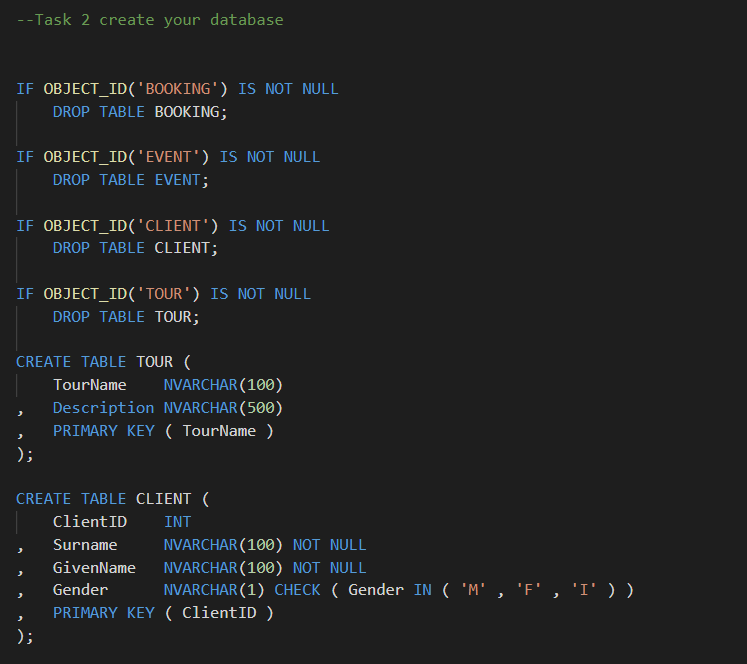 --Task 2 create your database
IF OBJECT_ID('BOOKING') IS NOT NULL
    DROP TABLE BOOKING;
IF OBJECT_ID('EVENT') IS NOT NULL
    DROP TABLE EVENT;
IF OBJECT_ID('CLIENT') IS NOT NULL
    DROP TABLE CLIENT;
IF OBJECT_ID('TOUR') IS NOT NULL
    DROP TABLE TOUR;
CREATE TABLE TOUR (
    TourName    NVARCHAR(100)
,   Description NVARCHAR(500)
,   PRIMARY KEY ( TourName )
);
CREATE TABLE CLIENT (
    ClientID    INT
,   Surname     NVARCHAR(100) NOT NULL
,   GivenName   NVARCHAR(100) NOT NULL
,   Gender      NVARCHAR(1) CHECK ( Gender IN ( 'M' , 'F' , 'I' ) )
,   PRIMARY KEY ( ClientID )
);